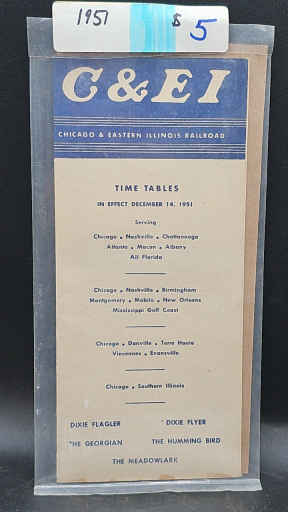 1951 $ 5
C & E I
CHICAGO & EASTERN ILLINOIS RAILROAD
TIME TABLES
IN EFFECT DECEMBER 14, 1951
Serving
Chicago • Nashville • Chattanooga
Atlanta • Macon • Albany
All Florida
Chicago • Nashville • Birmingham
Montgomery • Mobile • New Orleans
Mississippi Gulf Coast
Chicago • Danville • Terre Haute
Vincennes • Evansville
Chicago • Southern Illinois
DIXIE FLAGLER DIXIE FLYER
THE GEORGIAN THE HUMMING BIRD
THE MEADOWLARK